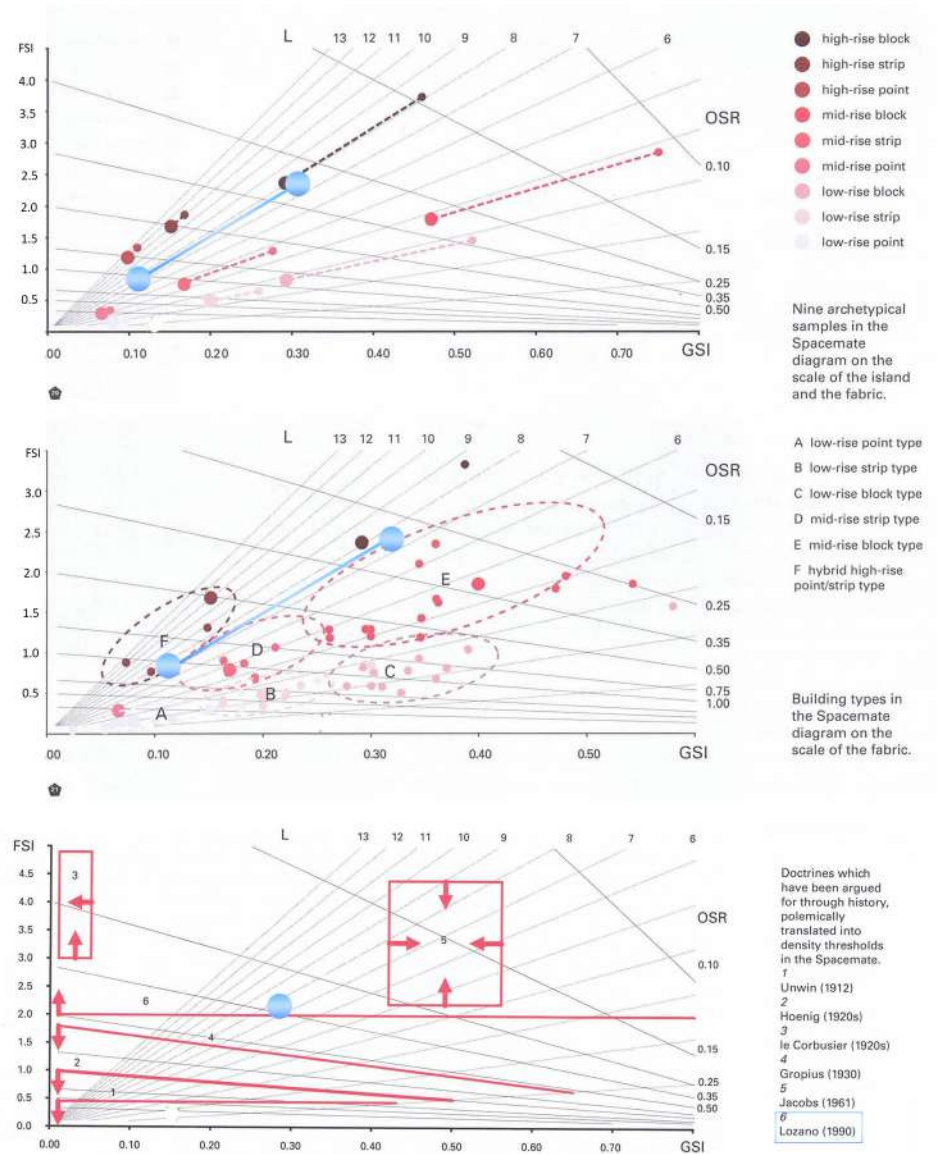 FSI
L
13 12 11 10 9 8 7 6
4.0
3.5
3.0
2.5
2.0
1.5
1.0
0.5
OSR
0.10
0.15
0.25
0.35
0.50
.00 0.10 0.20 0.30 0.40 0.50 0.60 0.70
GSI
high-rise block
high-rise strip
high-rise point
mid-rise block
mid-rise strip
mid-rise point
low-rise block
low-rise strip
low-rise point
Nine archetypical
samples in the
Spacemate
diagram on the
scale of the island
and the fabric.
FSI
L
13 12 11 10 9 8 7 6
3.0
2.5
2.0
1.5
1.0
0.5
OSR
0.15
0.25
0.35
0.50
0.75
1.00
E
F
D
C
B
A
.00 0.10 0.20 0.30 0.40 0.50
GSI
A low-rise point type
B low-rise strip type
C low-rise block type
D mid-rise strip type
E mid-rise block type
F hybrid high-rise
point/strip type
Building types in
the Spacemate
diagram on the
scale of the fabric.
FSI
L
13 12 11 10 9 8 7 6
4.5
4.0
3.5
3.0
2.5
2.0
1.5
1.0
0.5
0.0
OSR
0.10
0.15
0.25
0.35
0.50
3
5
6
4
2
1
0.00 0.10 0.20 0.30 0.40 0.50 0.60 0.70
GSI
Doctrines which
have been argued
for through history,
polemically
translated into
density thresholds
in the Spacemate.
1
Unwin (1912)
2
Hoenig (1920s)
3
le Corbusier (1920s)
4
Gropius (1930)
5
Jacobs (1961)
6
Lozano (1990)